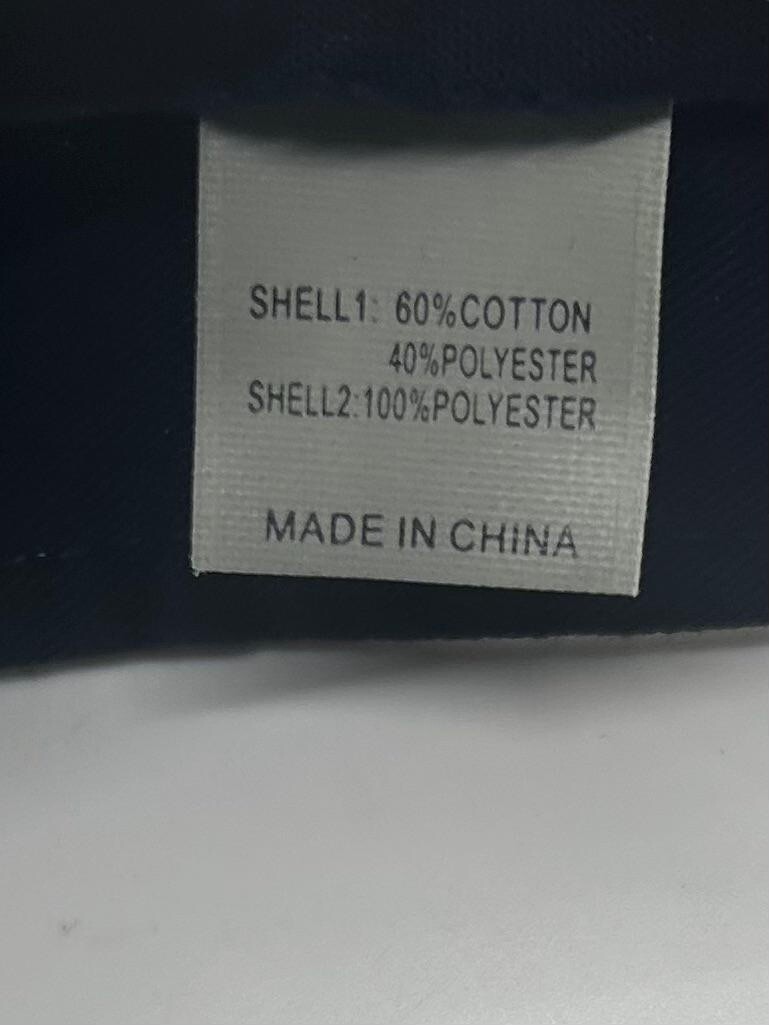 SHELL1: 60%COTTON
40%POLYESTER
SHELL2:100%POLYESTER
MADE IN CHINA